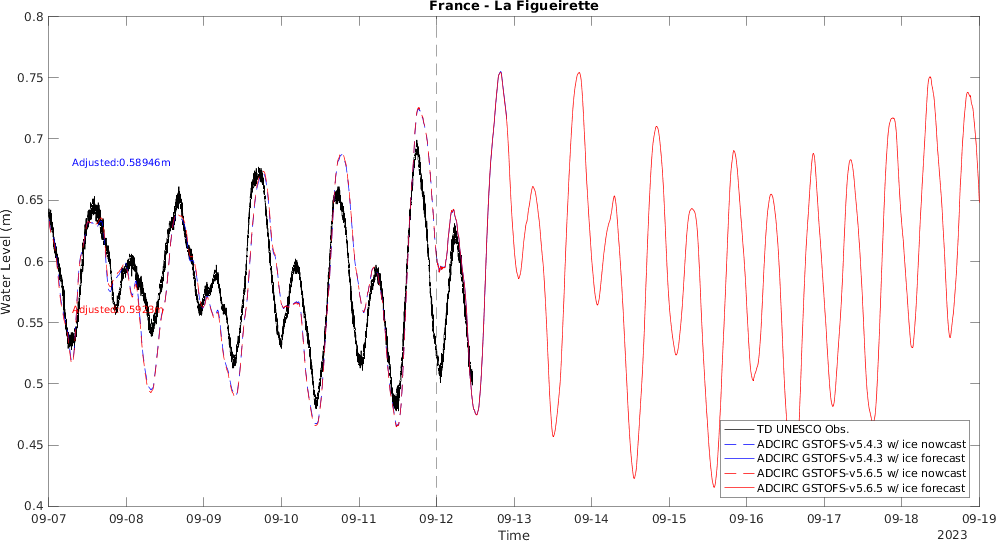 France - La Figueirette
0.8
0.75
0.7
0.65
0.6
0.55
0.5
0.45
0.4
Water Level (m)
Adjusted:0.58946m
Adjusted:0.5923m
TD UNESCO Obs.
ADCIRC GSTOFS-v5.4.3 w/ ice nowcast
ADCIRC GSTOFS-v5.4.3 w/ ice forecast
ADCIRC GSTOFS-v5.6.5 w/ ice nowcast
ADCIRC GSTOFS-v5.6.5 w/ ice forecast
09-07 09-08 09-09 09-10 09-11 09-12 09-13 09-14 09-15 09-16 09-17 09-18 09-19
Time
2023